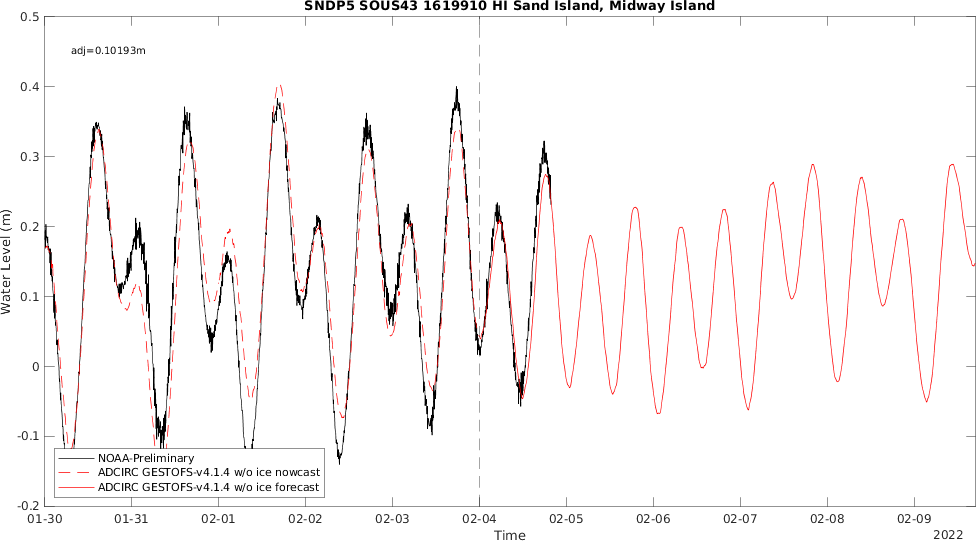 SNDP5 SOUS43 1619910 HI Sand Island, Midway Island
adj=0.10193m
0.5
0.4
0.3
0.2
0.1
0
-0.1
-0.2
Water Level (m)
NOAA-Preliminary
ADCIRC GESTOFS-v4.1.4 w/o ice nowcast
ADCIRC GESTOFS-v4.1.4 w/o ice forecast
01-30 01-31 02-01 02-02 02-03 02-04 02-05 02-06 02-07 02-08 02-09
Time
2022